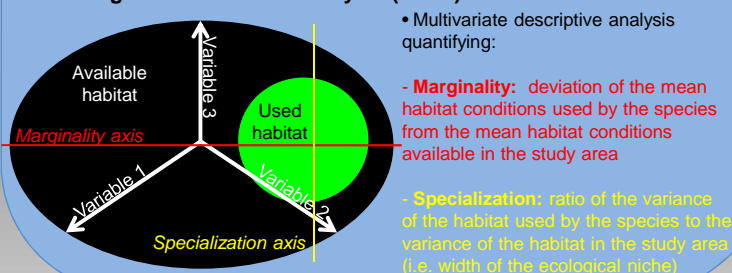 • Multivariate descriptive analysis
quantifying:
- Marginality: deviation of the mean
habitat conditions used by the species
from the mean habitat conditions
available in the study area
- Specialization: ratio of the variance
of the habitat used by the species to the
variance of the habitat in the study area
(i.e. width of the ecological niche)
Available
habitat
Variable 3
Used
habitat
Marginality axis
Variable 1
Variable 2
Specialization axis